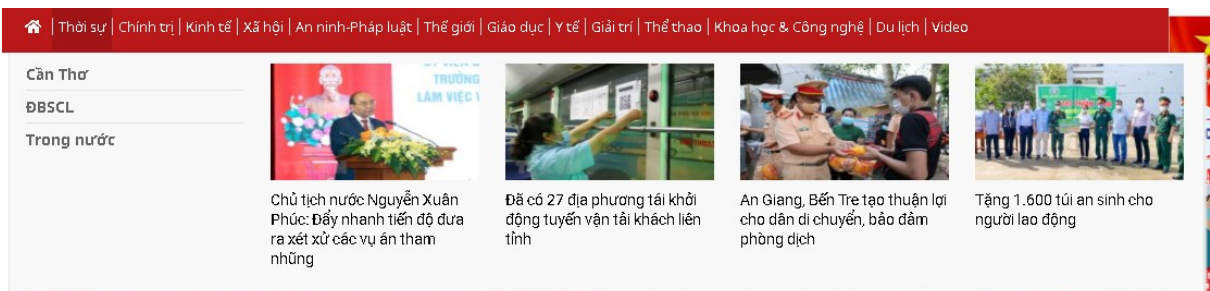 Thời sự | Chính trị | Kinh tế | Xã hội | An ninh-Pháp luật | Thế giới | Giáo dục | Y tế | Giải trí | Thể thao | Khoa học & Công nghệ | Du lịch | Video
Cần Thơ
ĐBSCL
Trong nước
TRƯỞNG
LÀM VIỆC
Chủ tịch nước Nguyễn Xuân
Phúc: Đẩy nhanh tiến độ đưa
ra xét xử các vụ án tham
nhũng
Đã có 27 địa phương tái khởi
động tuyến vận tải khách liên
tỉnh
An Giang, Bến Tre tạo thuận lợi
cho dân di chuyển, bảo đảm
phòng dịch
Tặng 1.600 túi an sinh cho
người lao động